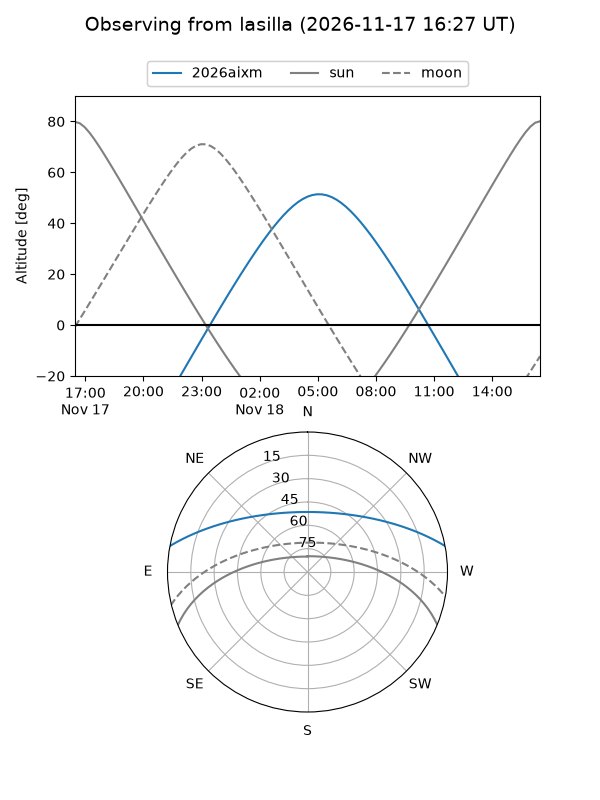 Observing from lasilla (2026-11-17 16:27 UT)
2026aixm sun moon
Altitude [deg]
80
60
40
20
0
−20
17:00 20:00 23:00 02:00 05:00 08:00 11:00 14:00
Nov 17 Nov 18
N
NE NW
15
30
45
60
75
E W
SE SW
S